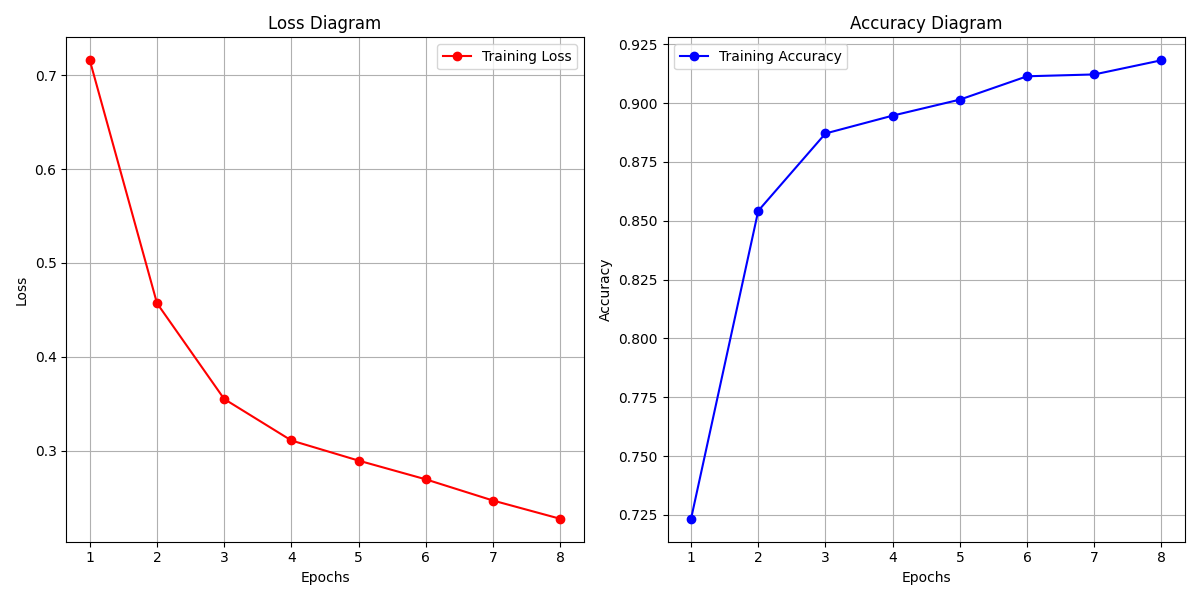 Loss Diagram
Training Loss
0.7
0.6
0.5
0.4
0.3
Loss
1 2 3 4 5 6 7 8
Epochs
Accuracy Diagram
Training Accuracy
0.925
0.900
0.875
0.850
0.825
0.800
0.775
0.750
0.725
Accuracy
1 2 3 4 5 6 7 8
Epochs